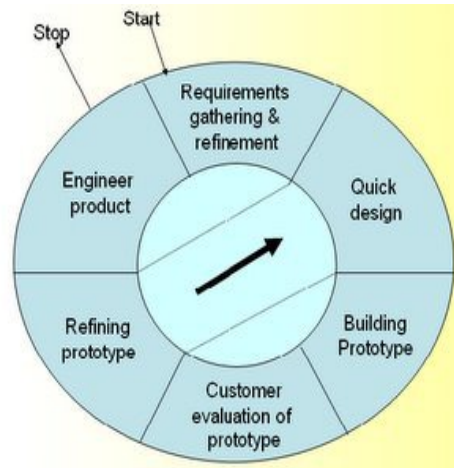 Stop
Start
Requirements
gathering &
refinement
Quick
design
Building
Prototype
Customer
evaluation of
prototype
Refining
prototype
Engineer
product